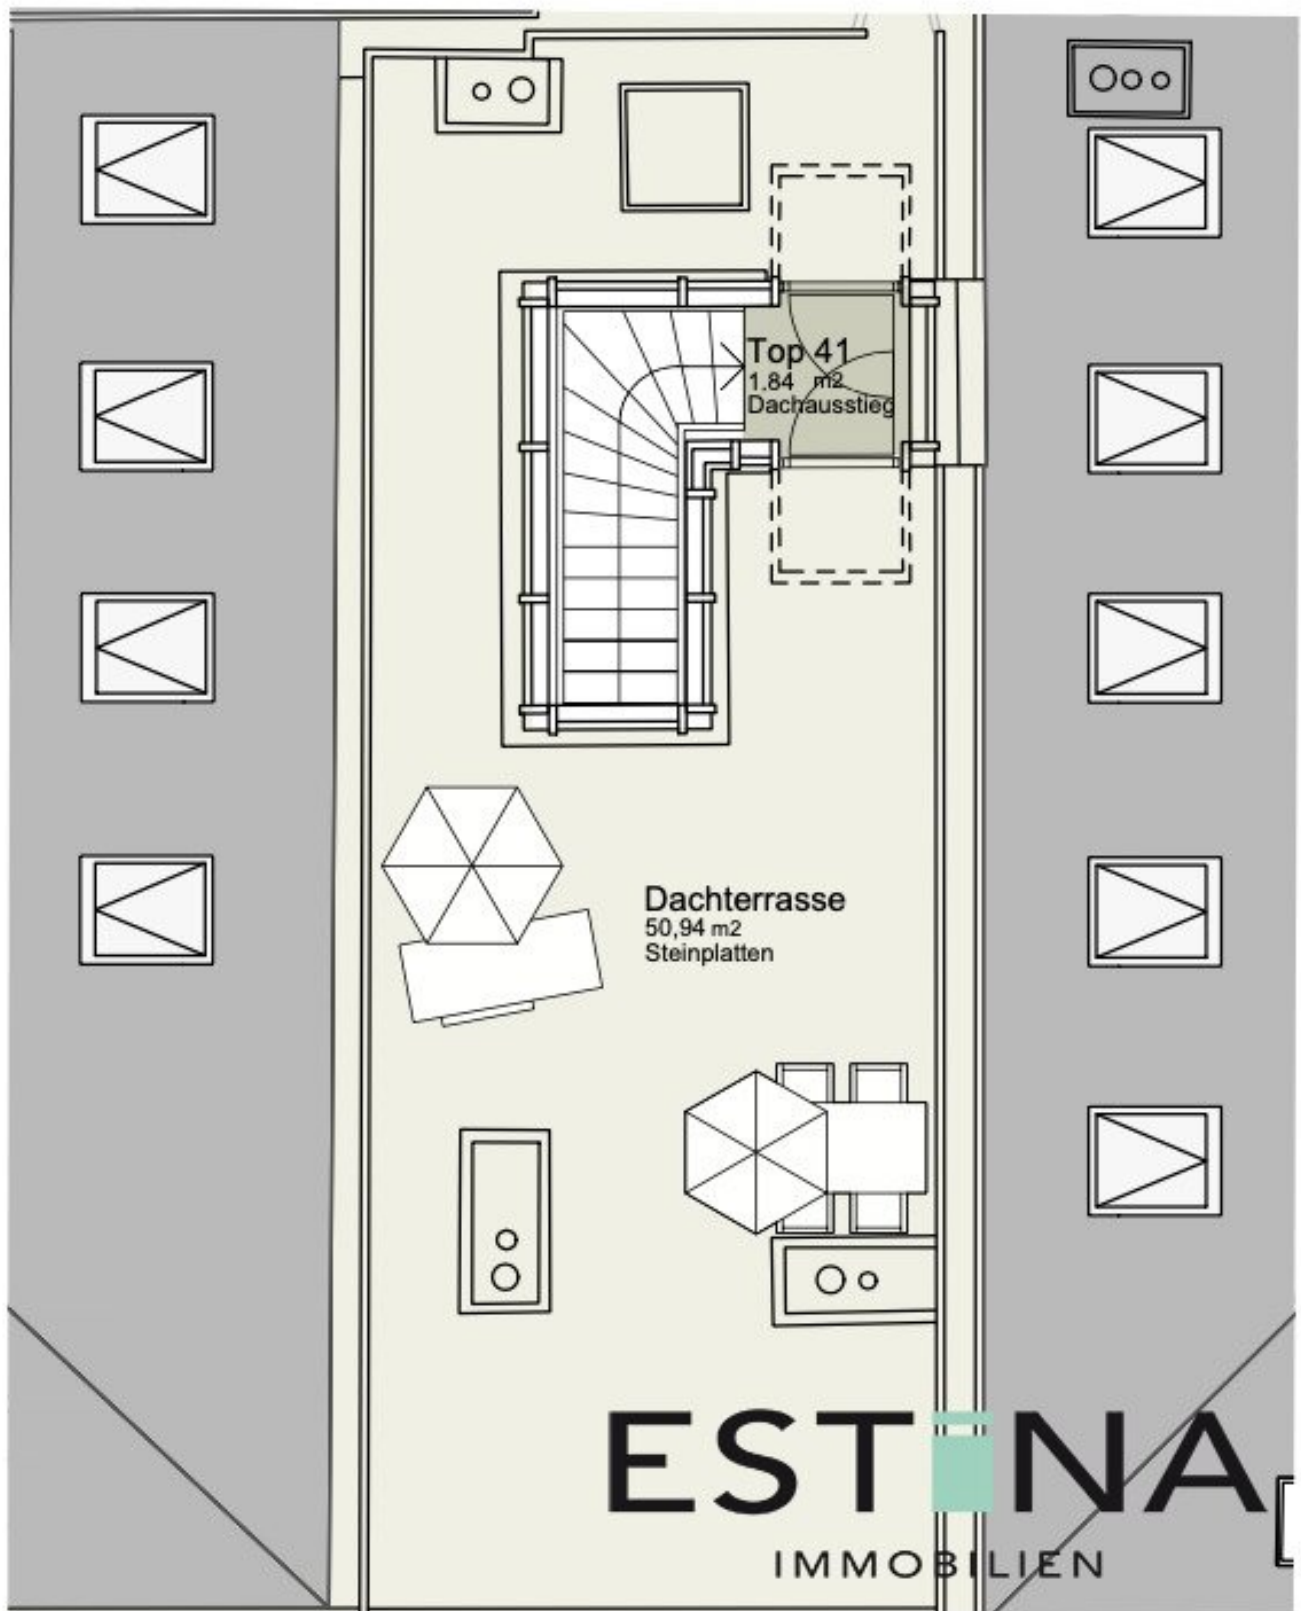 Top 41
1.84 m2
Dachausstieg
Dachterrasse
50,94 m2
Steinplatten
ESTINA
IMMOBILIEN